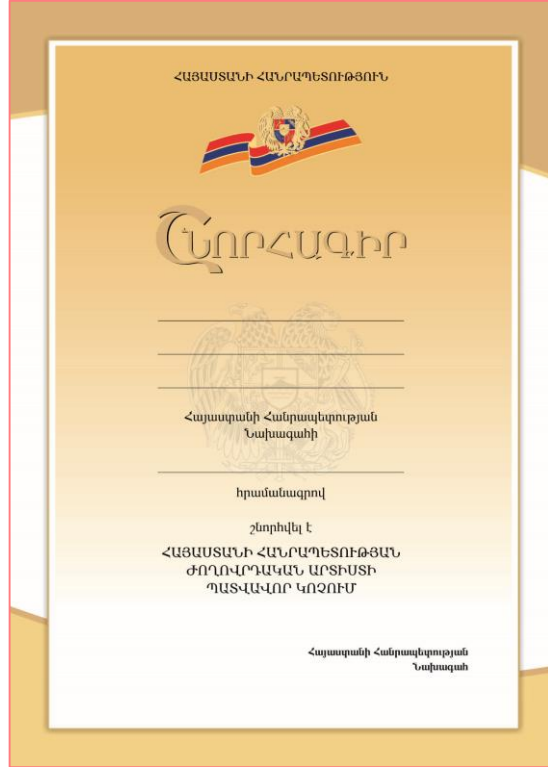 ՀԱՅԱՍՏԱՆԻ ՀԱՆՐԱՊԵՏՈՒԹՅՈՒՆ
ՇՆՈՐՀԱԳԻՐ
Հայաստանի Հանրապետության
Նախագահի
հրամանագրով
շնորհվել է
ՀԱՅԱՍՏԱՆԻ ՀԱՆՐԱՊԵՏՈՒԹՅԱՆ
ԺՈՂՈՎՐԴԱԿԱՆ ԱՐՏԻՍՏԻ
ՊԱՏՎԱՎՈՐ ԿՈՉՈՒՄ
Հայաստանի Հանրապետության
Նախագահ